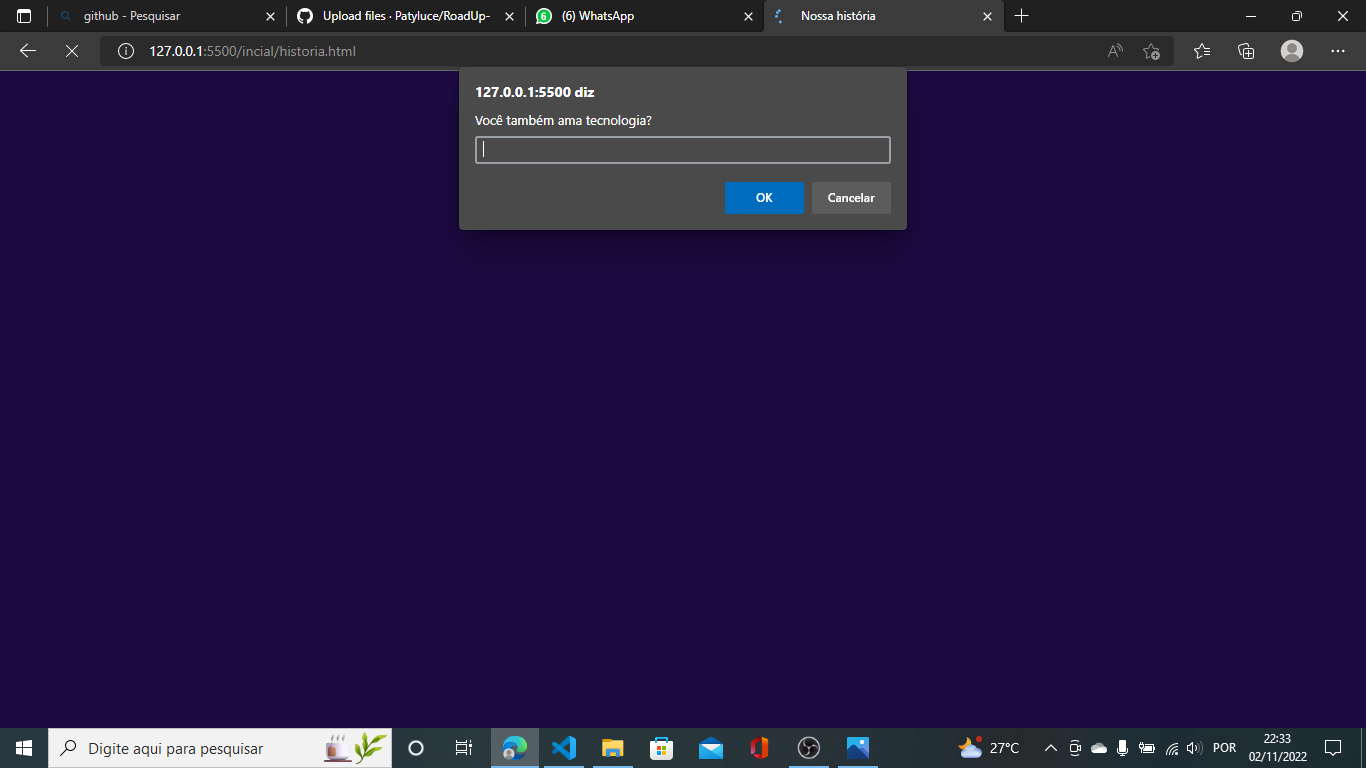 github - Pesquisar
Upload files · Patyluce/RoadUp-
6
(6) WhatsApp
Nossa história
127.0.0.1:5500/incial/historia.html
127.0.0.1:5500 diz
Você também ama tecnologia?
OK
Cancelar
Digite aqui para pesquisar
27°C
POR
22:33
02/11/2022